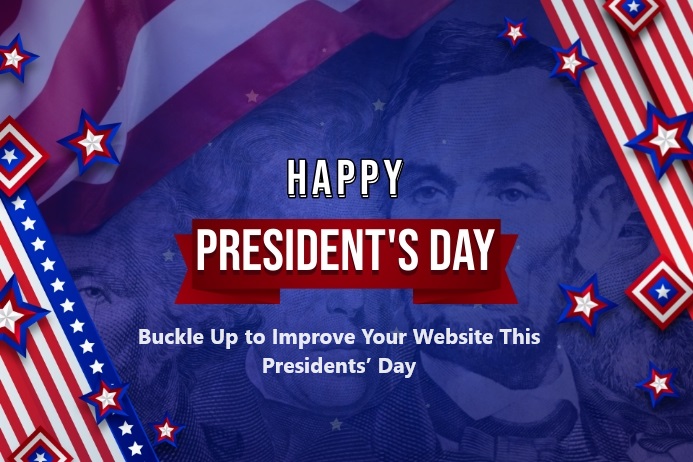 HAPPY
PRESIDENT'S DAY
Buckle Up to Improve Your Website This
Presidents’ Day